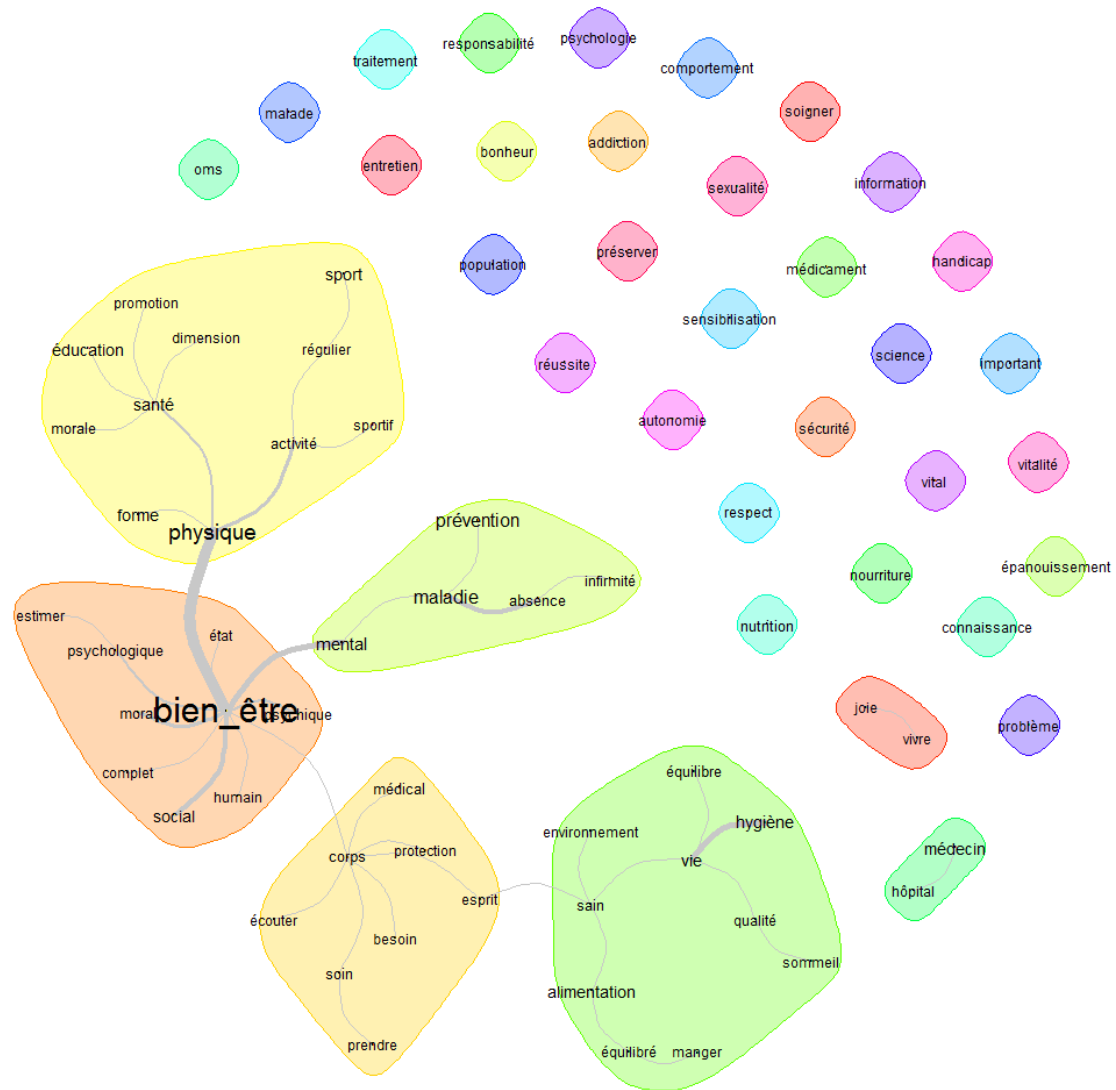 psychologie
responsabilité
traitement
comportement
malade
soigner
oms
entretien
bonheur
addiction
sexualité
information
population
préserver
médicament
handicap
sensibilisation
science
important
réussite
autonomie
sécurité
vital
vitalité
respect
nourriture
épanouissement
nutrition
connaissance
joie
vivre
problème
médecin
hôpital
sport
promotion
dimension
éducation
régulier
santé
morale
activité
sportif
forme
physique
prévention
infirmité
maladie
absence
mental
estimer
état
psychologique
moral
bien_être
psychique
complet
humain
social
médical
corps
protection
esprit
écouter
besoin
soin
prendre
équilibre
hygiène
environnement
vie
sain
qualité
sommeil
alimentation
équilibré
manger